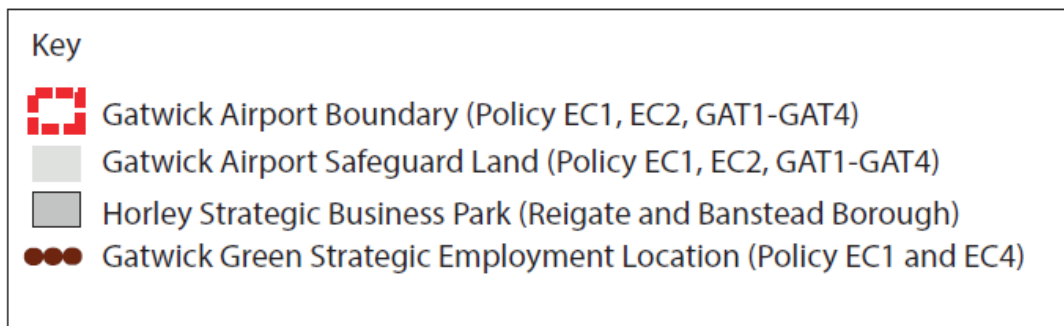 Key
Gatwick Airport Boundary (Policy EC1, EC2, GAT1-GAT4)
Gatwick Airport Safeguard Land (Policy EC1, EC2, GAT1-GAT4)
Horley Strategic Business Park (Reigate and Banstead Borough)
Gatwick Green Strategic Employment Location (Policy EC1 and EC4)